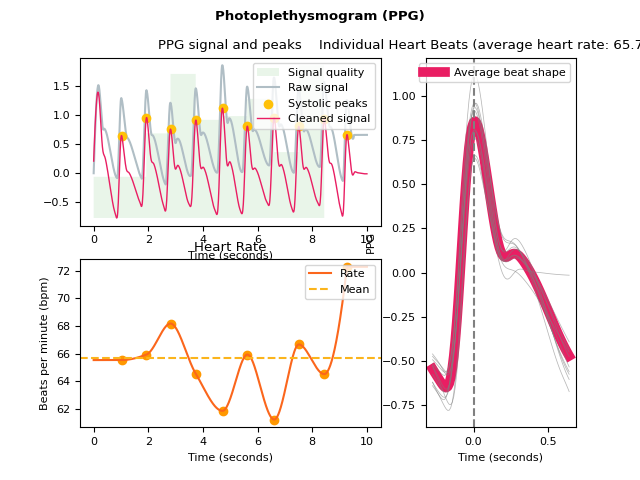 Photoplethysmogram (PPG)
PPG signal and peaks
Individual Heart Beats (average heart rate: 65.7
Signal quality
Raw signal
Systolic peaks
Cleaned signal
1.5
1.0
0.5
0.0
−0.5
0 2 4 6 8 10
Time (seconds)
Heart Rate
Rate
Mean
72
70
68
66
64
62
Beats per minute (bpm)
0 2 4 6 8 10
Time (seconds)
Average beat shape
1.00
0.75
0.50
0.25
0.00
−0.25
−0.50
−0.75
PPG
0.0 0.5
Time (seconds)